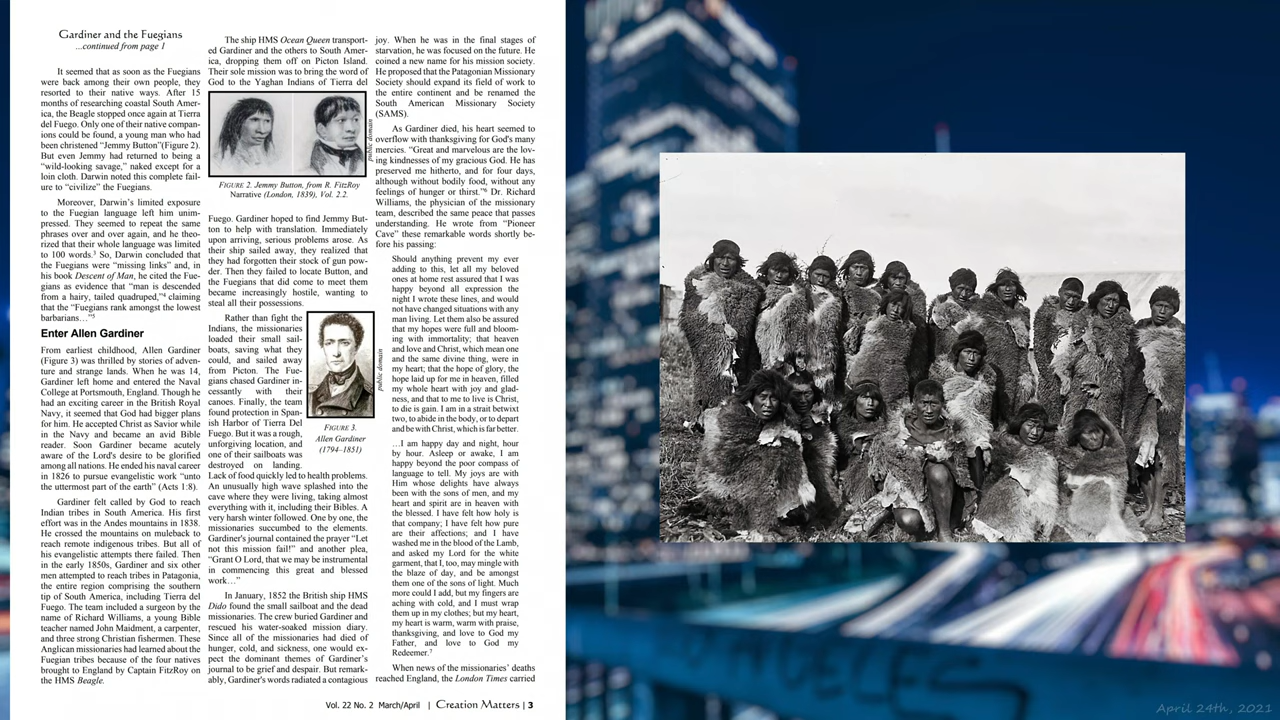 Gardiner and the Fuegians
...continued from page 1
It seemed that as soon as the Fuegians
were back among their own people, they
resorted to their native ways. After 15
months of researching coastal South Amer-
ica, the Beagle stopped once again at Tierra
del Fuego. Only one of their native compan-
ions could be found, a young man who had
been christened “Jemmy Button”(Figure 2).
But even Jemmy had returned to being a
“wild-looking savage,” naked except for a
loin cloth. Darwin noted this complete fail-
ure to “civilize” the Fuegians.
Moreover, Darwin’s limited exposure
to the Fuegian language left him unim-
pressed. They seemed to repeat the same
phrases over and over again, and he theo-
rized that their whole language was limited
to 100 words.³ So, Darwin concluded that
the Fuegians were “missing links” and, in
his book Descent of Man, he cited the Fue-
gians as evidence that “man is descended
from a hairy, tailed quadruped,”⁴ claiming
that the “Fuegians rank amongst the lowest
barbarians…”⁵
Enter Allen Gardiner
From earliest childhood, Allen Gardiner
(Figure 3) was thrilled by stories of adven-
ture and strange lands. When he was 14,
Gardiner left home and entered the Naval
College at Portsmouth, England. Though he
had an exciting career in the British Royal
Navy, it seemed that God had bigger plans
for him. He accepted Christ as Savior while
in the Navy and became an avid Bible
reader. Soon Gardiner became acutely
aware of the Lord's desire to be glorified
among all nations. He ended his naval career
in 1826 to pursue evangelistic work “unto
the uttermost part of the earth” (Acts 1:8).
Gardiner felt called by God to reach
Indian tribes in South America. His first
effort was in the Andes mountains in 1838.
He crossed the mountains on muleback to
reach remote indigenous tribes. But all of
his evangelistic attempts there failed. Then
in the early 1850s, Gardiner and six other
men attempted to reach tribes in Patagonia,
the entire region comprising the southern
tip of South America, including Tierra del
Fuego. The team included a surgeon by the
name of Richard Williams, a young Bible
teacher named John Maidment, a carpenter,
and three strong Christian fishermen. These
Anglican missionaries had learned about the
Fuegian tribes because of the four natives
brought to England by Captain FitzRoy on
the HMS Beagle.
The ship HMS Ocean Queen transport-
ed Gardiner and the others to South Amer-
ica, dropping them off on Picton Island.
Their sole mission was to bring the word of
God to the Yaghan Indians of Tierra del
public domain
FIGURE 2. Jemmy Button, from R. FitzRoy
Narrative (London, 1839), Vol. 2.2.
Fuego. Gardiner hoped to find Jemmy But-
ton to help with translation. Immediately
upon arriving, serious problems arose. As
their ship sailed away, they realized that
they had forgotten their stock of gun pow-
der. Then they failed to locate Button, and
the Fuegians that did come to meet them
became increasingly hostile, wanting to
steal all their possessions.
Rather than fight the
Indians, the missionaries
loaded their small sail-
boats, saving what they
could, and sailed away
from Picton. The Fue-
gians chased Gardiner in-
cessantly with their
canoes. Finally, the team
found protection in Span-
ish Harbor of Tierra Del
Fuego. But it was a rough,
unforgiving location, and
one of their sailboats was
destroyed on landing.
public domain
FIGURE 3.
Allen Gardiner
(1794–1851)
Lack of food quickly led to health problems.
An unusually high wave splashed into the
cave where they were living, taking almost
everything with it, including their Bibles. A
very harsh winter followed. One by one, the
missionaries succumbed to the elements.
Gardiner's journal contained the prayer “Let
not this mission fail!” and another plea,
“Grant O Lord, that we may be instrumental
in commencing this great and blessed
work…”
In January, 1852 the British ship HMS
Dido found the small sailboat and the dead
missionaries. The crew buried Gardiner and
rescued his water-soaked mission diary.
Since all of the missionaries had died of
hunger, cold, and sickness, one would ex-
pect the dominant themes of Gardiner’s
journal to be grief and despair. But remark-
ably, Gardiner's words radiated a contagious
joy. When he was in the final stages of
starvation, he was focused on the future. He
coined a new name for his mission society.
He proposed that the Patagonian Missionary
Society should expand its field of work to
the entire continent and be renamed the
South American Missionary Society
(SAMS).
As Gardiner died, his heart seemed to
overflow with thanksgiving for God's many
mercies. “Great and marvelous are the lov-
ing kindnesses of my gracious God. He has
preserved me hitherto, and for four days,
although without bodily food, without any
feelings of hunger or thirst.”⁶ Dr. Richard
Williams, the physician of the missionary
team, described the same peace that passes
understanding. He wrote from “Pioneer
Cave” these remarkable words shortly be-
fore his passing:
Should anything prevent my ever
adding to this, let all my beloved
ones at home rest assured that I was
happy beyond all expression the
night I wrote these lines, and would
not have changed situations with any
man living. Let them also be assured
that my hopes were full and bloom-
ing with immortality; that heaven
and love and Christ, which mean one
and the same divine thing, were in
my heart; that the hope of glory, the
hope laid up for me in heaven, filled
my whole heart with joy and glad-
ness, and that to me to live is Christ,
to die is gain. I am in a strait betwixt
two, to abide in the body, or to depart
and be with Christ, which is far better.
…I am happy day and night, hour
by hour. Asleep or awake, I am
happy beyond the poor compass of
language to tell. My joys are with
Him whose delights have always
been with the sons of men, and my
heart and spirit are in heaven with
the blessed. I have felt how holy is
that company; I have felt how pure
are their affections; and I have
washed me in the blood of the Lamb,
and asked my Lord for the white
garment, that I, too, may mingle with
the blaze of day, and be amongst
them one of the sons of light. Much
more could I add, but my fingers are
aching with cold, and I must wrap
them up in my clothes; but my heart,
my heart is warm, warm with praise,
thanksgiving, and love to God my
Father, and love to God my
Redeemer.⁷
When news of the missionaries’ deaths
reached England, the London Times carried
Vol. 22 No. 2 March/April | Creation Matters | 3
April 24th, 2021